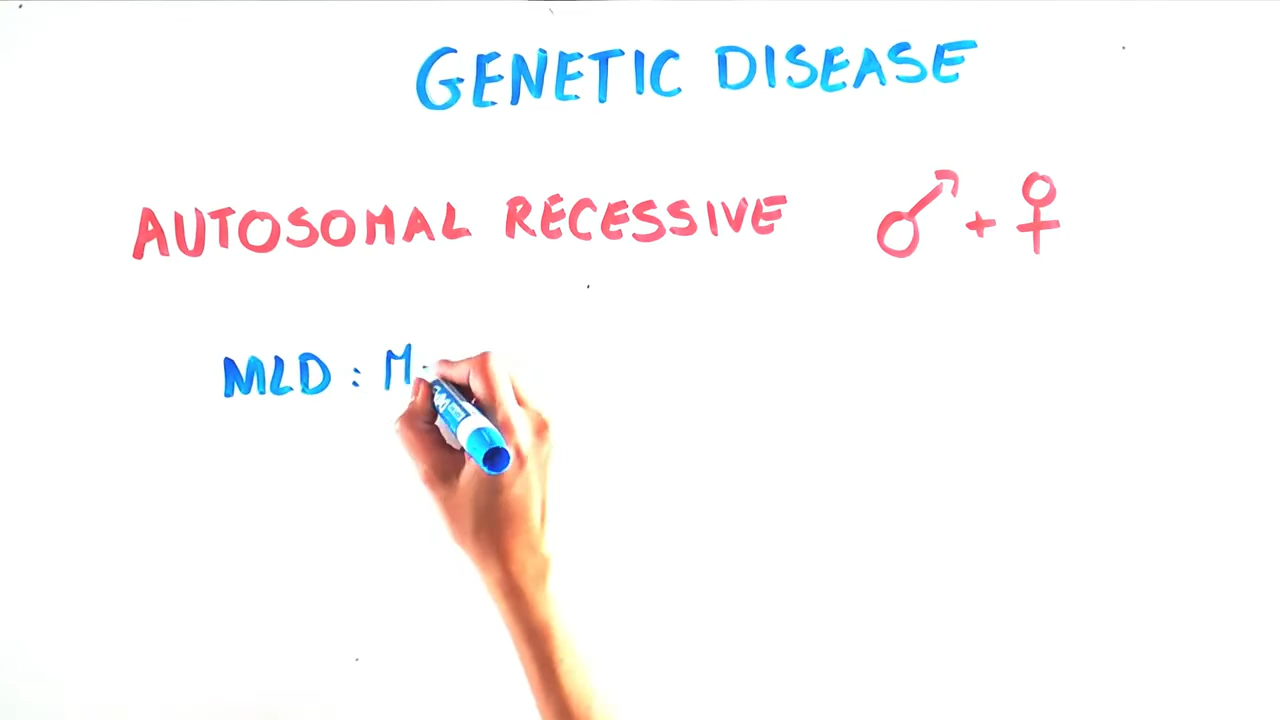 GENETIC DISEASE
AUTOSOMAL RECESSIVE ♂ + ♀
MLD : M